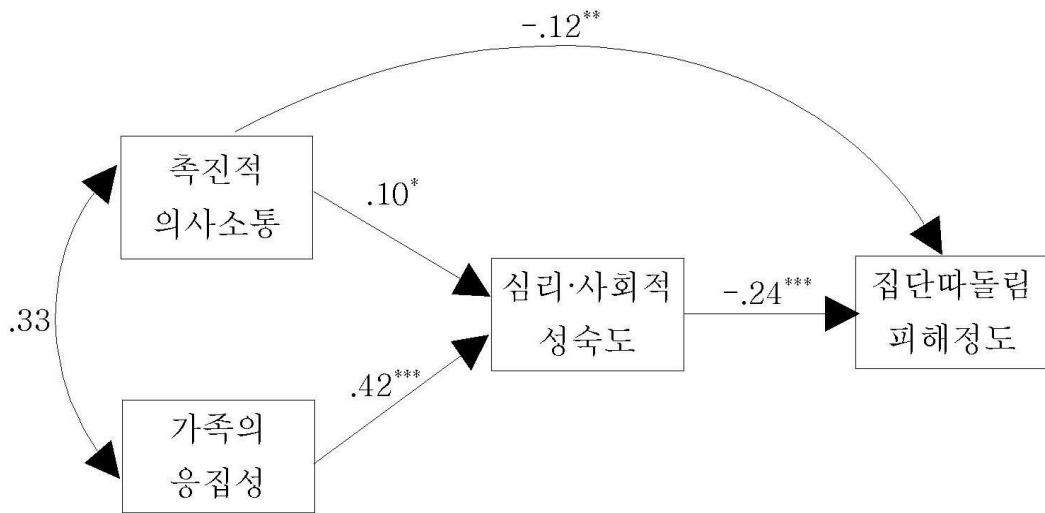 -.12**
촉진적
의사소통
.10*
심리·사회적
성숙도
-.24***
집단따돌림
피해정도
.33
.42***
가족의
응집성